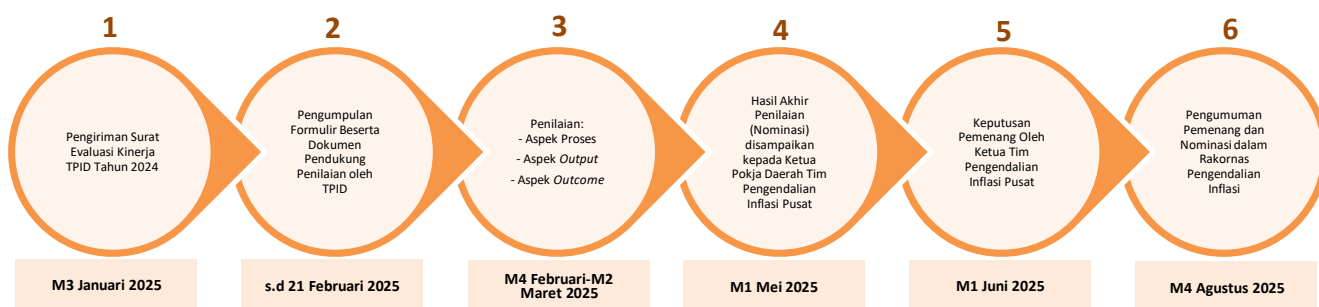 1
Pengiriman Surat
Evaluasi Kinerja
TPID Tahun 2024
M3 Januari 2025
2
Pengumpulan
Formulir Beserta
Dokumen
Pendukung
Penilaian oleh
TPID
s.d 21 Februari 2025
3
Penilaian:
- Aspek Proses
- Aspek Output
- Aspek Outcome
M4 Februari-M2
Maret 2025
4
Hasil Akhir
Penilaian
(Nominasi)
disampaikan
kepada Ketua
Pokja Daerah Tim
Pengendalian
Inflasi Pusat
M1 Mei 2025
5
Keputusan
Pemenang Oleh
Ketua Tim
Pengendalian
Inflasi Pusat
M1 Juni 2025
6
Pengumuman
Pemenang dan
Nominasi dalam
Rakornas
Pengendalian
Inflasi
M4 Agustus 2025